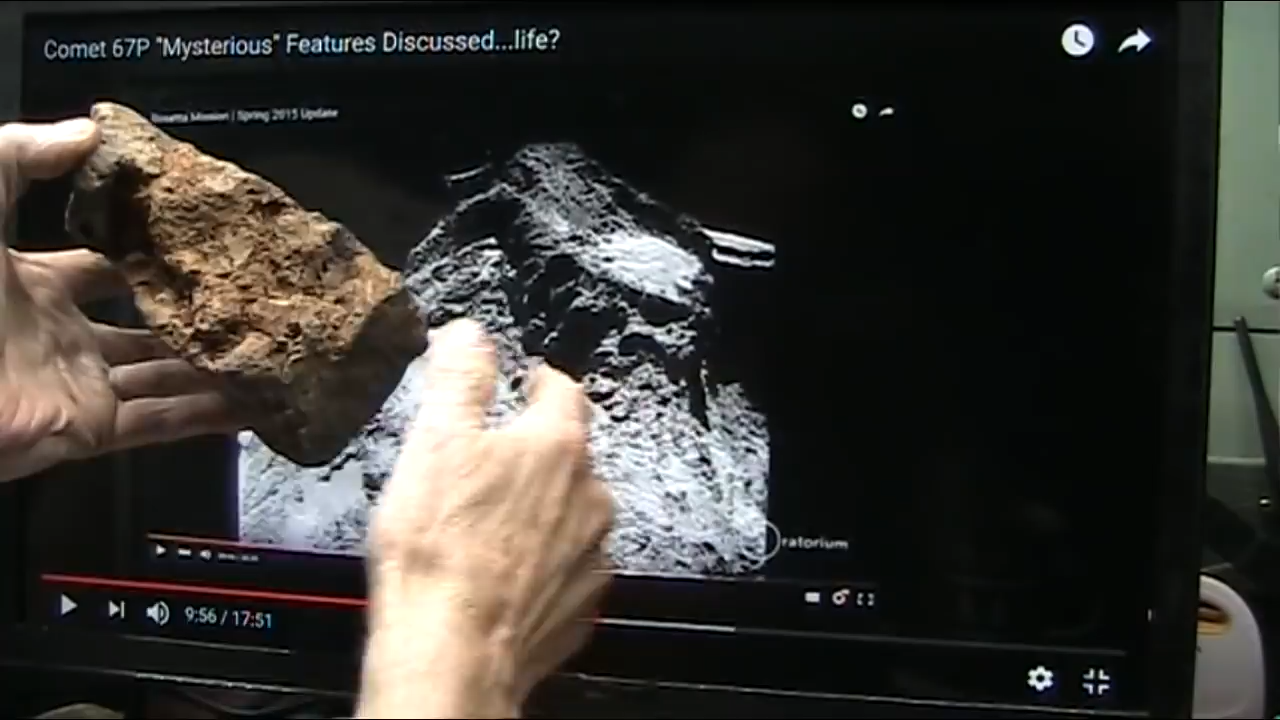 Comet 67P "Mysterious" Features Discussed...life?
Rosetta Mission | Spring 2015 Update
ratorium
9:56 / 17:51